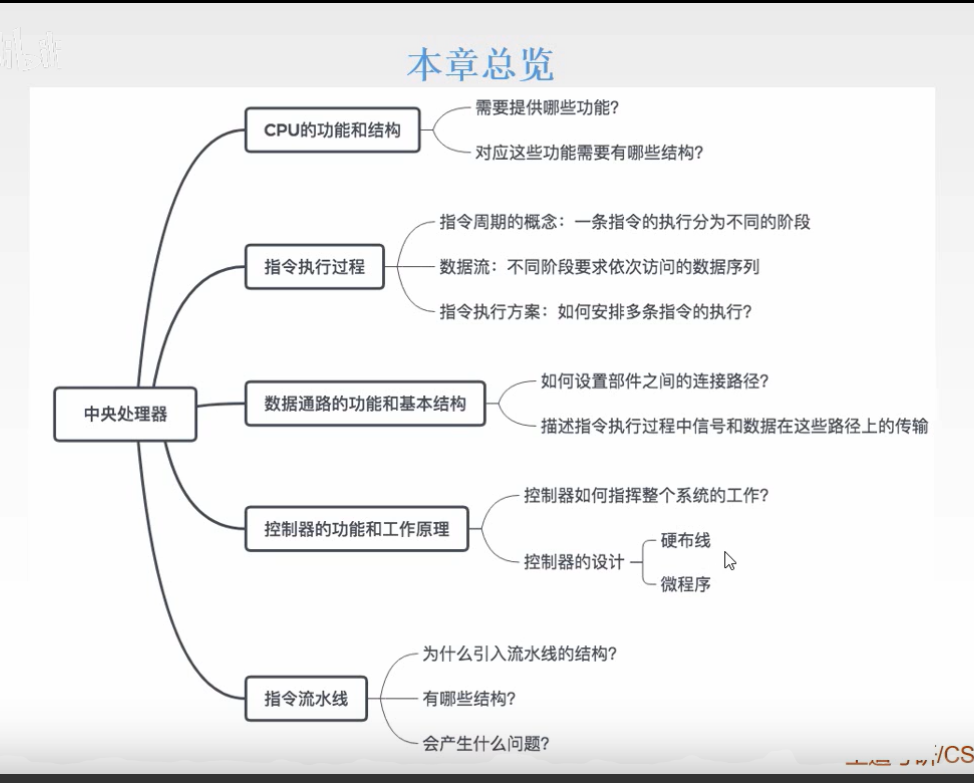 本章总览
CPU的功能和结构
需要提供哪些功能？
对应这些功能需要有哪些结构？
指令执行过程
指令周期的概念：一条指令的执行分为不同的阶段
数据流：不同阶段要求依次访问的数据序列
指令执行方案：如何安排多条指令的执行？
中央处理器
数据通路的功能和基本结构
如何设置部件之间的连接路径？
描述指令执行过程中信号和数据在这些路径上的传输
控制器的功能和工作原理
控制器如何指挥整个系统的工作？
控制器的设计
硬布线
微程序
指令流水线
为什么引入流水线的结构？
有哪些结构？
会产生什么问题？
/CS